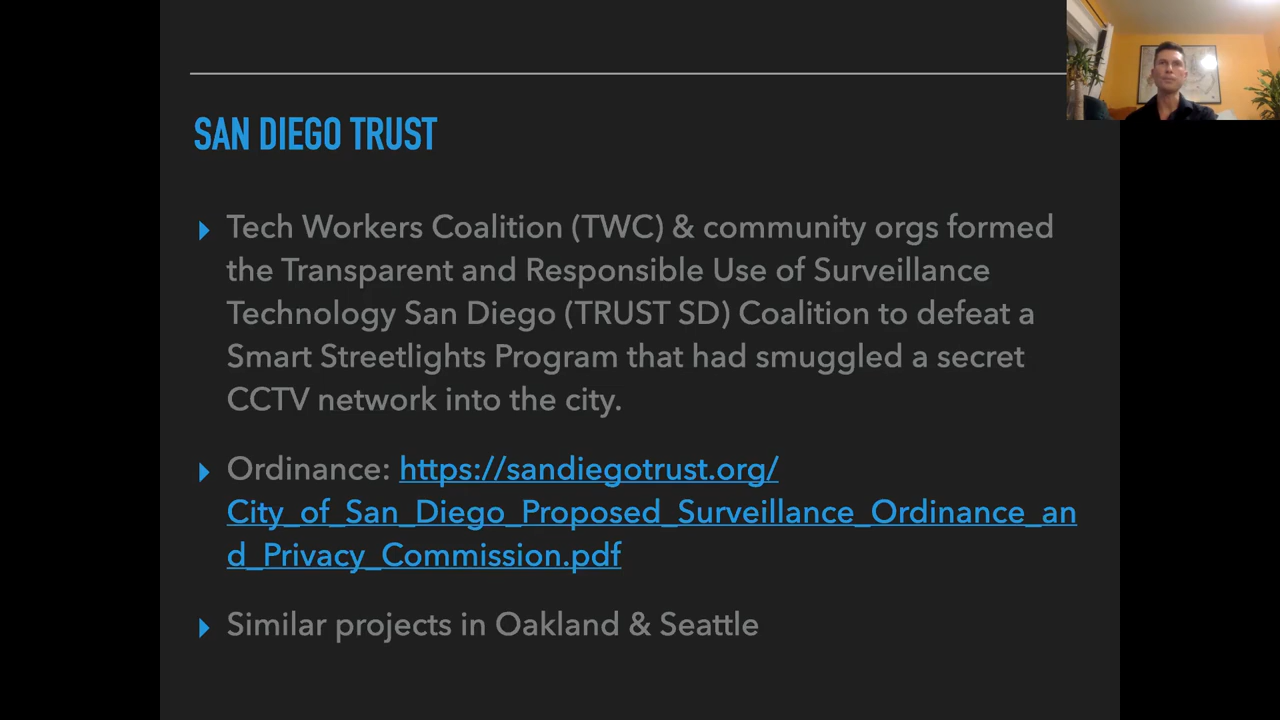 SAN DIEGO TRUST
Tech Workers Coalition (TWC) & community orgs formed
the Transparent and Responsible Use of Surveillance
Technology San Diego (TRUST SD) Coalition to defeat a
Smart Streetlights Program that had smuggled a secret
CCTV network into the city.
Ordinance: https://sandiegotrust.org/
City_of_San_Diego_Proposed_Surveillance_Ordinance_an
d_Privacy_Commission.pdf
Similar projects in Oakland & Seattle